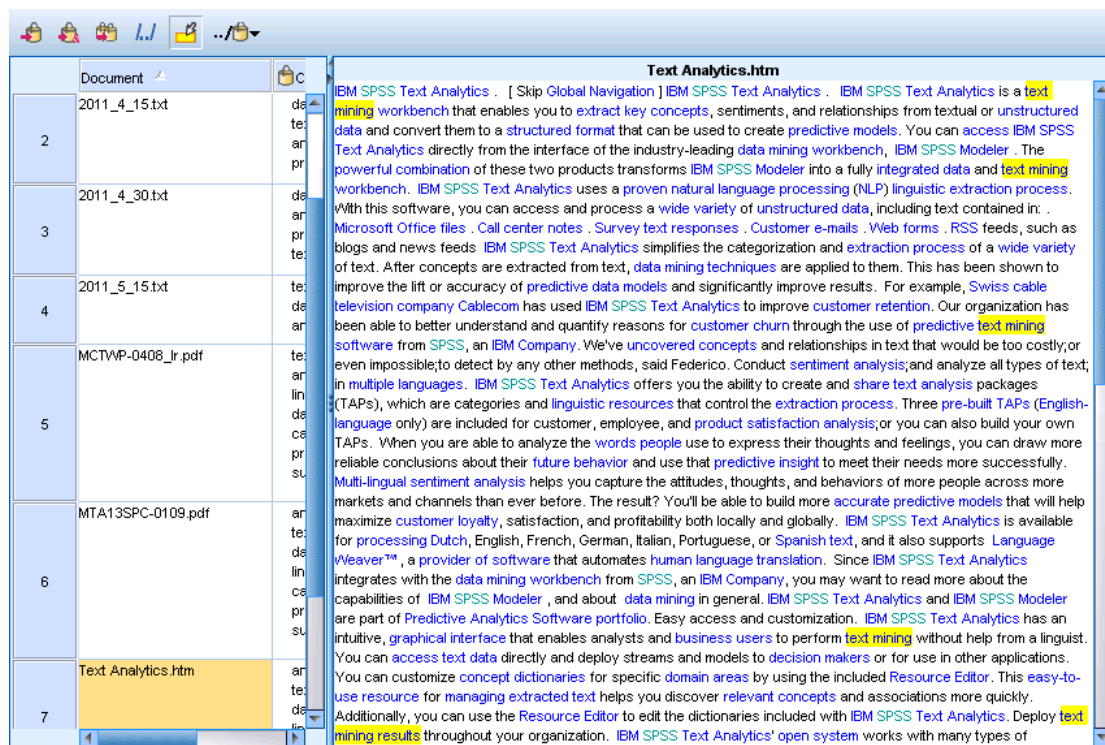 /../
../
Document
C
2
2011_4_15.txt
da
te:
an
pr
3
2011_4_30.txt
da
an
pr
te:
4
2011_5_15.txt
te:
da
an
5
MCTWP-0408_lr.pdf
te:
an
lin
da
ca
pr
su
6
MTA13SPC-0109.pdf
an
te:
da
lin
ca
pr
su
7
Text Analytics.htm
an
te:
da
lin
Text Analytics.htm
IBM SPSS Text Analytics . [ Skip Global Navigation ] IBM SPSS Text Analytics . IBM SPSS Text Analytics is a text
mining workbench that enables you to extract key concepts, sentiments, and relationships from textual or unstructured
data and convert them to a structured format that can be used to create predictive models. You can access IBM SPSS
Text Analytics directly from the interface of the industry-leading data mining workbench, IBM SPSS Modeler . The
powerful combination of these two products transforms IBM SPSS Modeler into a fully integrated data and text mining
workbench. IBM SPSS Text Analytics uses a proven natural language processing (NLP) linguistic extraction process.
With this software, you can access and process a wide variety of unstructured data, including text contained in: .
Microsoft Office files . Call center notes . Survey text responses . Customer e-mails . Web forms . RSS feeds, such as
blogs and news feeds IBM SPSS Text Analytics simplifies the categorization and extraction process of a wide variety
of text. After concepts are extracted from text, data mining techniques are applied to them. This has been shown to
improve the lift or accuracy of predictive data models and significantly improve results. For example, Swiss cable
television company Cablecom has used IBM SPSS Text Analytics to improve customer retention. Our organization has
been able to better understand and quantify reasons for customer churn through the use of predictive text mining
software from SPSS, an IBM Company. We've uncovered concepts and relationships in text that would be too costly;or
even impossible;to detect by any other methods, said Federico. Conduct sentiment analysis;and analyze all types of text;
in multiple languages. IBM SPSS Text Analytics offers you the ability to create and share text analysis packages
(TAPs), which are categories and linguistic resources that control the extraction process. Three pre-built TAPs (English-
language only) are included for customer, employee, and product satisfaction analysis;or you can also build your own
TAPs. When you are able to analyze the words people use to express their thoughts and feelings, you can draw more
reliable conclusions about their future behavior and use that predictive insight to meet their needs more successfully.
Multi-lingual sentiment analysis helps you capture the attitudes, thoughts, and behaviors of more people across more
markets and channels than ever before. The result? You'll be able to build more accurate predictive models that will help
maximize customer loyalty, satisfaction, and profitability both locally and globally. IBM SPSS Text Analytics is available
for processing Dutch, English, French, German, Italian, Portuguese, or Spanish text, and it also supports Language
Weaver™, a provider of software that automates human language translation. Since IBM SPSS Text Analytics
integrates with the data mining workbench from SPSS, an IBM Company, you may want to read more about the
capabilities of IBM SPSS Modeler , and about data mining in general. IBM SPSS Text Analytics and IBM SPSS Modeler
are part of Predictive Analytics Software portfolio. Easy access and customization. IBM SPSS Text Analytics has an
intuitive, graphical interface that enables analysts and business users to perform text mining without help from a linguist.
You can access text data directly and deploy streams and models to decision makers or for use in other applications.
You can customize concept dictionaries for specific domain areas by using the included Resource Editor. This easy-to-
use resource for managing extracted text helps you discover relevant concepts and associations more quickly.
Additionally, you can use the Resource Editor to edit the dictionaries included with IBM SPSS Text Analytics. Deploy text
mining results throughout your organization. IBM SPSS Text Analytics' open system works with many types of